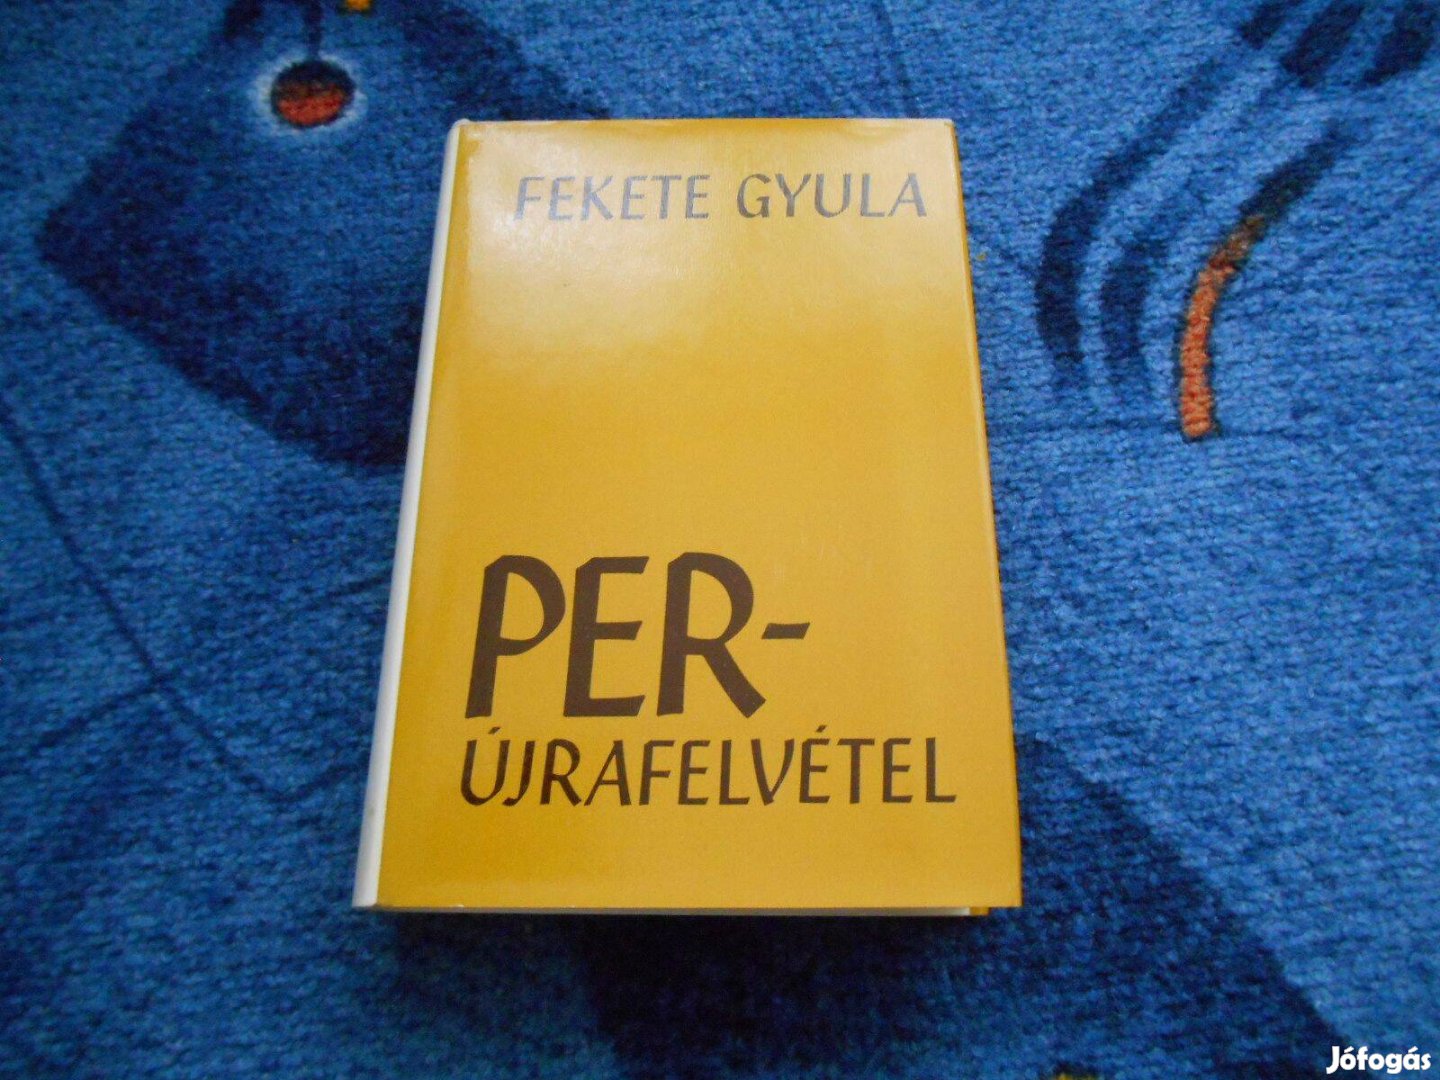 FEKETE GYULA
PER-
ÚJRAFELVÉTEL
Jófogás